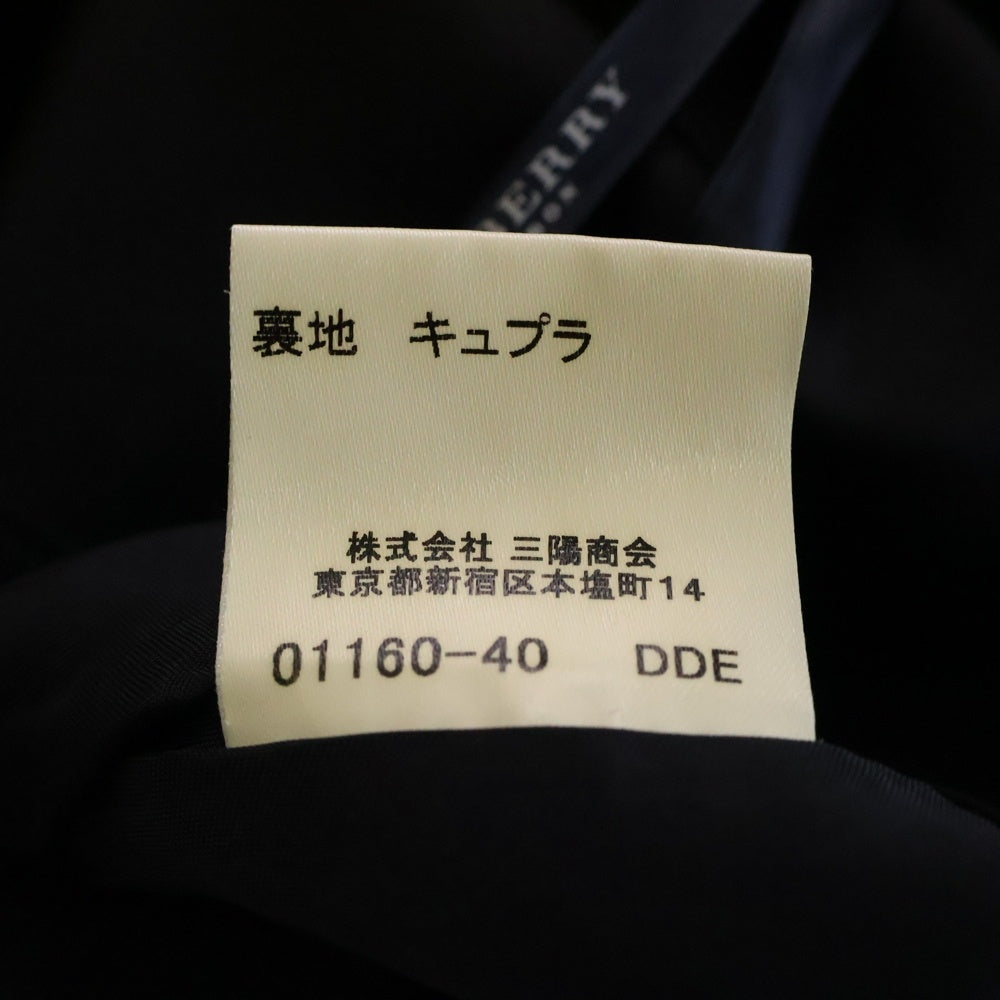 BERRY
裏地　キュプラ
株式会社 三陽商会
東京都新宿区本塩町14
01160-40　DDE